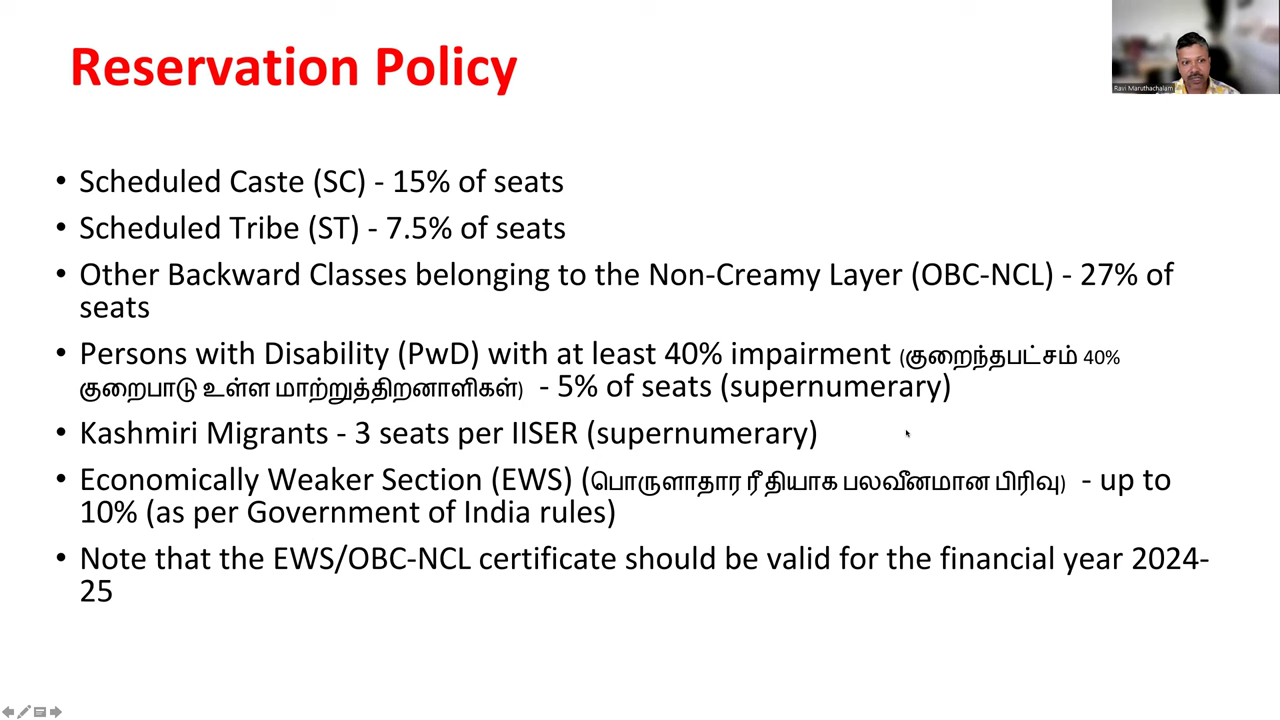 Reservation Policy
Ravi Maruthachalam
• Scheduled Caste (SC) - 15% of seats
• Scheduled Tribe (ST) - 7.5% of seats
• Other Backward Classes belonging to the Non-Creamy Layer (OBC-NCL) - 27% of
seats
• Persons with Disability (PwD) with at least 40% impairment (குறைந்தபட்சம் 40%
குறைபாடு உள்ள மாற்றுத்திறனாளிகள்) - 5% of seats (supernumerary)
• Kashmiri Migrants - 3 seats per IISER (supernumerary)
• Economically Weaker Section (EWS) (பொருளாதார ரீதியாக பலவீனமான பிரிவு) - up to
10% (as per Government of India rules)
• Note that the EWS/OBC-NCL certificate should be valid for the financial year 2024-
25